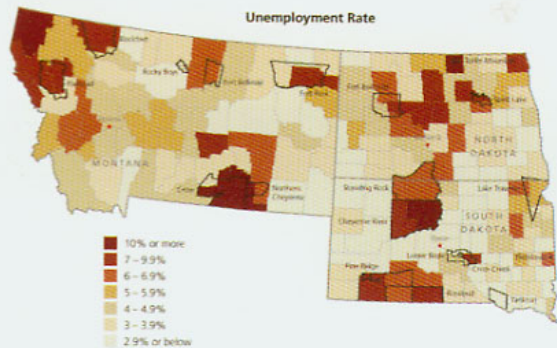 Unemployment Rate
Blackfeet
Turtle Mountain
Rocky Boys
Fort Belknap
Fort Peck
Fort Berthold
Spirit Lake
Flathead
NORTH
DAKOTA
MONTANA
Crow
Northern
Cheyenne
Standing Rock
Lake Traverse
Cheyenne River
SOUTH
DAKOTA
Lower Brule
Crow Creek
Pine Ridge
Rosebud
Yankton
10% or more
7 – 9.9%
6 – 6.9%
5 – 5.9%
4 – 4.9%
3 – 3.9%
2.9% or below